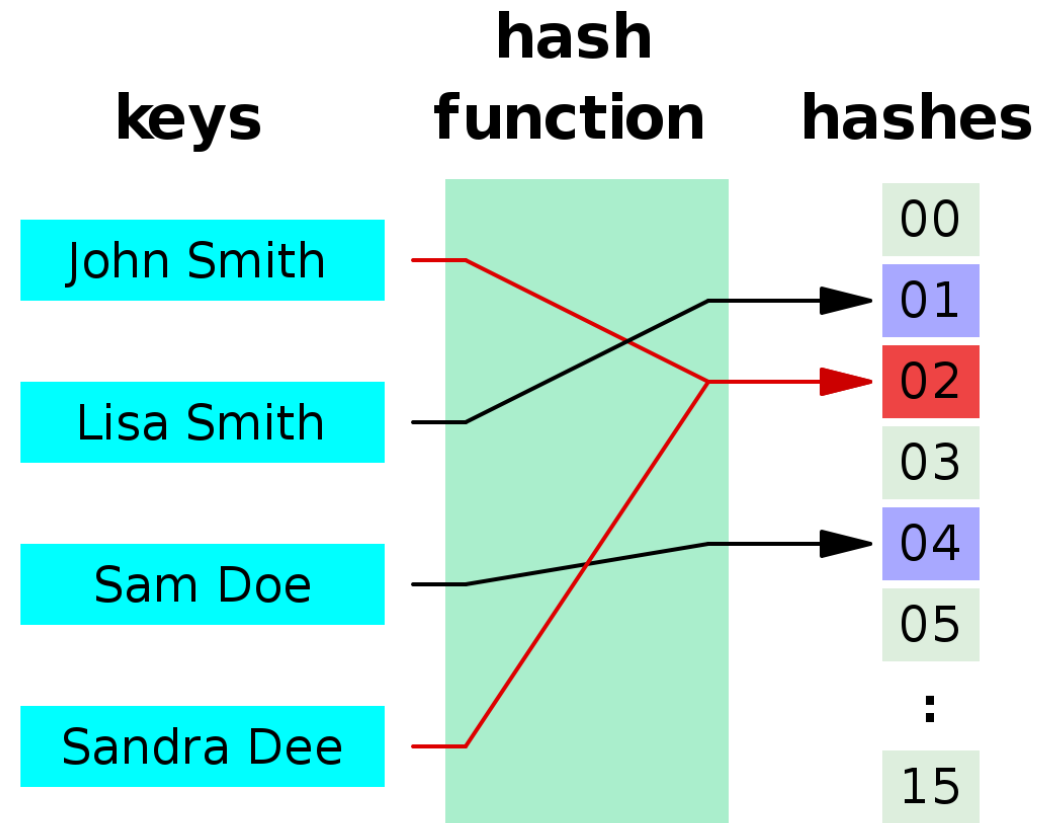 keys
hash
function
hashes
John Smith
Lisa Smith
Sam Doe
Sandra Dee
00
01
02
03
04
05
:
15